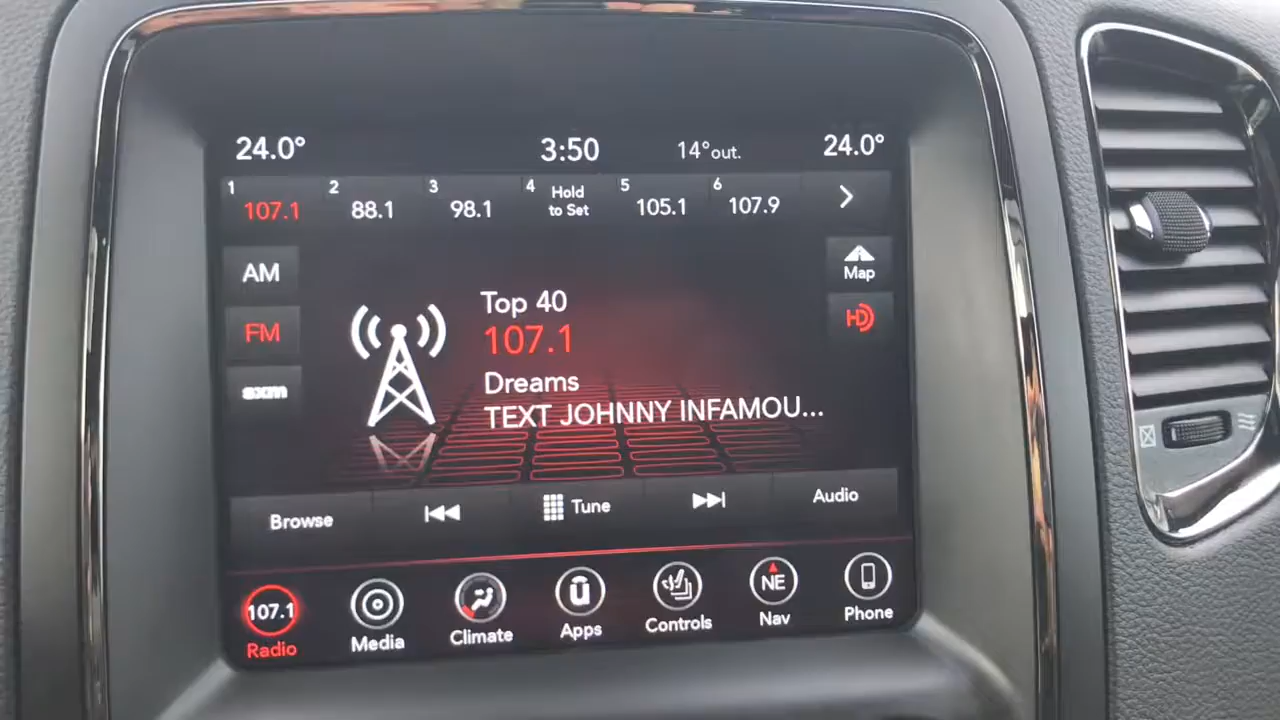 24.0° 3:50 14°out. 24.0°
1 107.1 2 88.1 3 98.1 4 Hold to Set 5 105.1 6 107.9
AM
Map
FM
HD
sxm
Top 40
107.1
Dreams
TEXT JOHNNY INFAMOU...
Browse Tune Audio
107.1 NE
Radio Media Climate Apps Controls Nav Phone